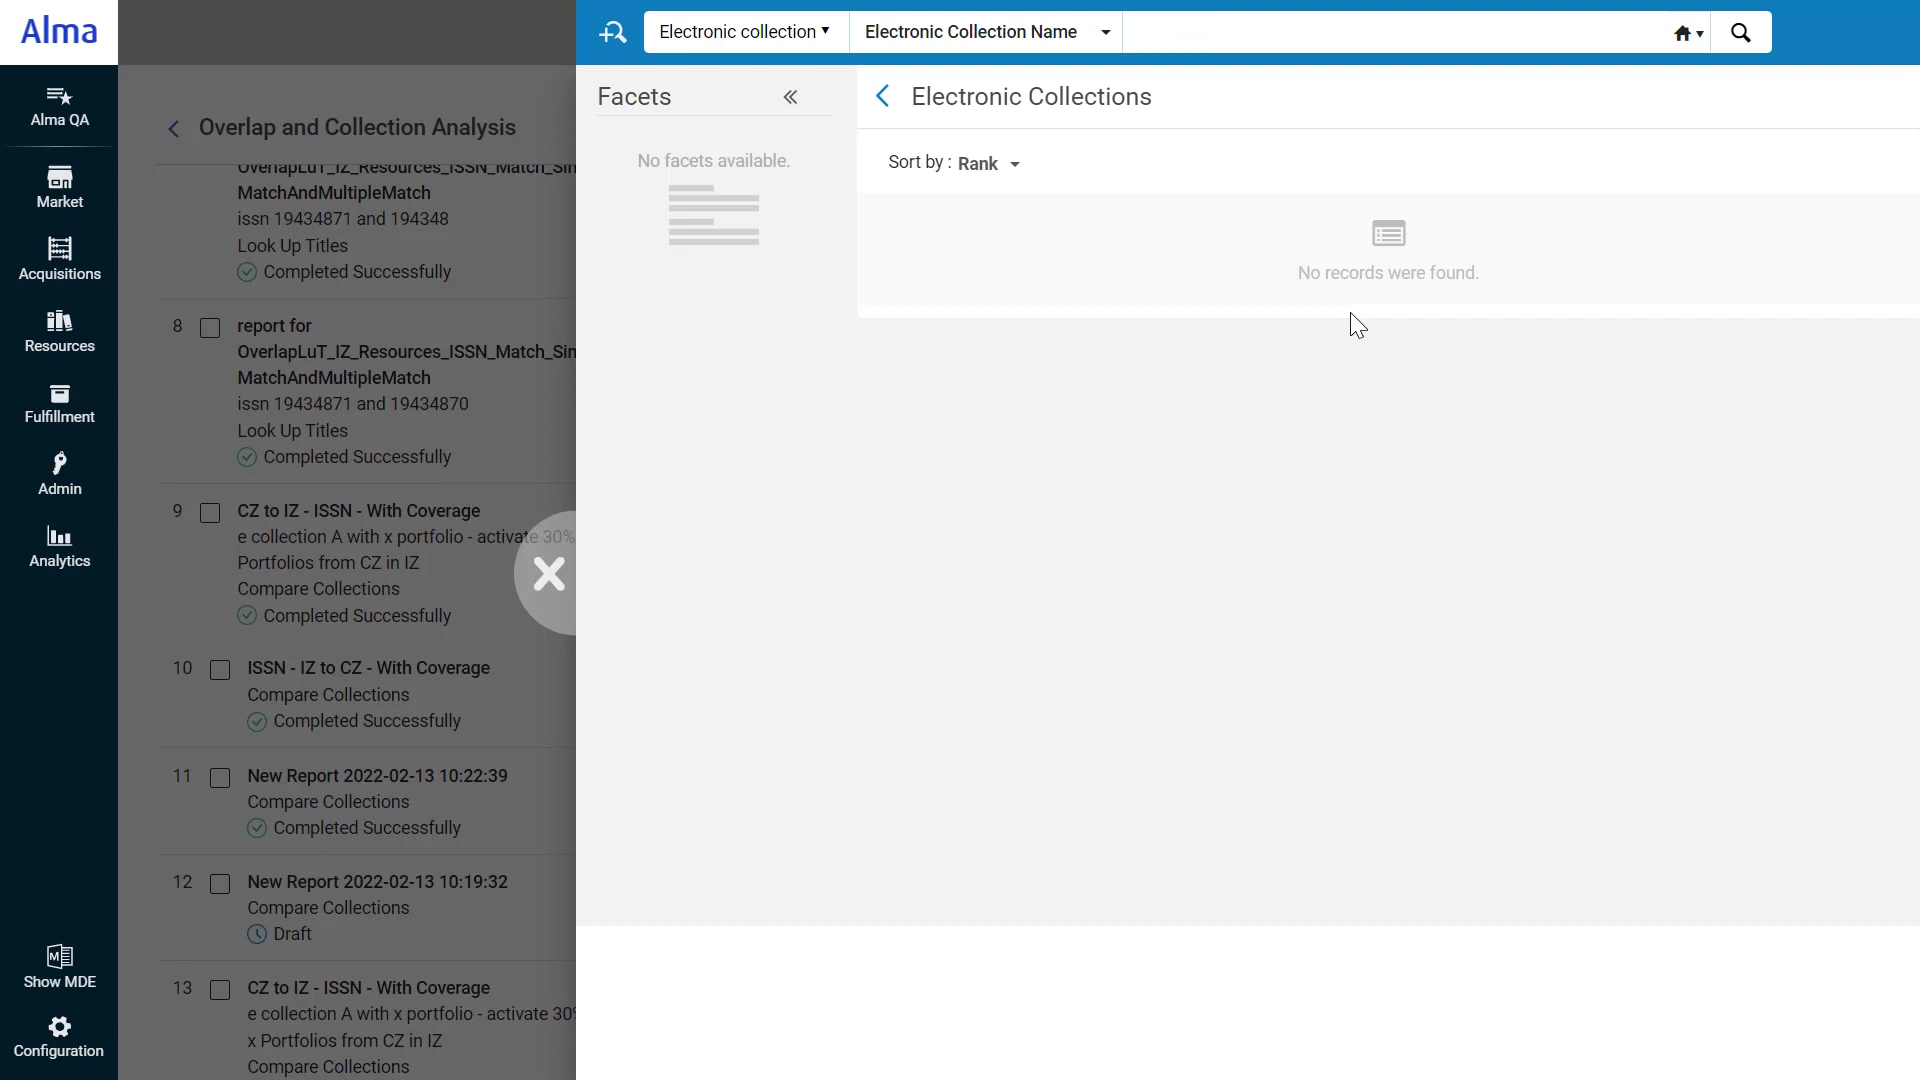 Alma
Electronic collection
Electronic Collection Name
Alma QA
Market
Acquisitions
Resources
Fulfillment
Admin
Analytics
Show MDE
Configuration
Overlap and Collection Analysis
OverlapLuT_IZ_Resources_ISSN_Match_Sin
MatchAndMultipleMatch
issn 19434871 and 194348
Look Up Titles
Completed Successfully
8
report for
OverlapLuT_IZ_Resources_ISSN_Match_Sin
MatchAndMultipleMatch
issn 19434871 and 19434870
Look Up Titles
Completed Successfully
9
CZ to IZ - ISSN - With Coverage
e collection A with x portfolio - activate 30%
Portfolios from CZ in IZ
Compare Collections
Completed Successfully
10
ISSN - IZ to CZ - With Coverage
Compare Collections
Completed Successfully
11
New Report 2022-02-13 10:22:39
Compare Collections
Completed Successfully
12
New Report 2022-02-13 10:19:32
Compare Collections
Draft
13
CZ to IZ - ISSN - With Coverage
e collection A with x portfolio - activate 30%
x Portfolios from CZ in IZ
Compare Collections
Facets
No facets available.
Electronic Collections
Sort by : Rank
No records were found.